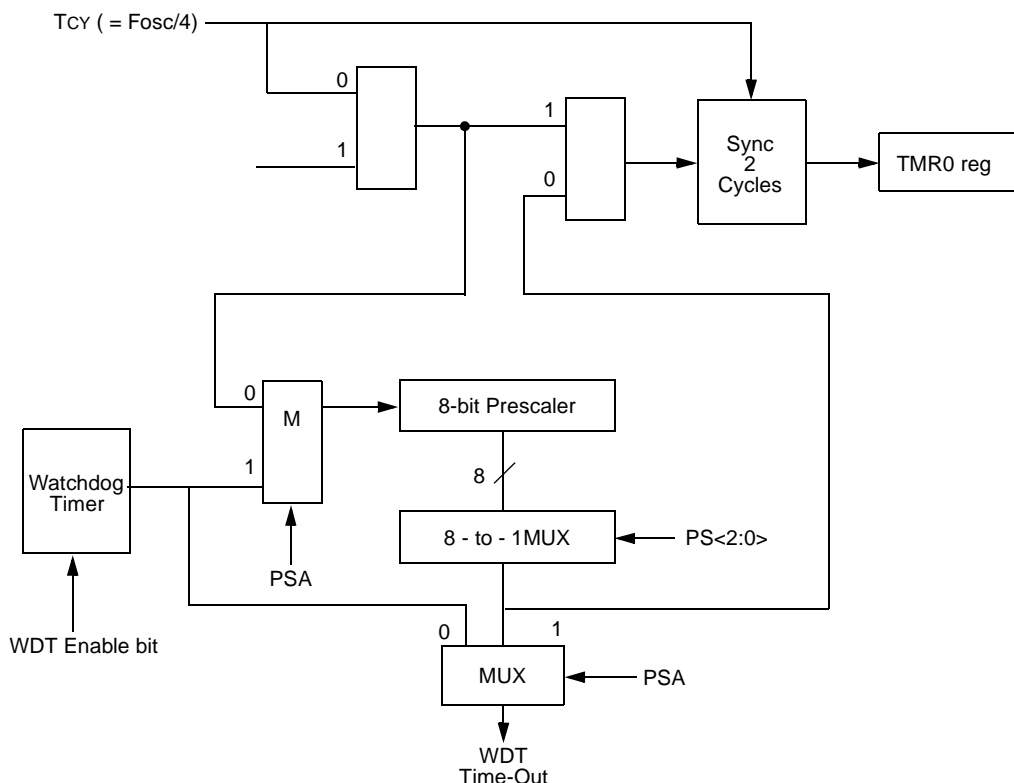 TCY ( = Fosc/4)
0
1
1
0
Sync
2
Cycles
TMR0 reg
0
M
1
8-bit Prescaler
8
Watchdog
Timer
8 - to - 1MUX
PS<2:0>
PSA
WDT Enable bit
0
1
MUX
PSA
WDT
Time-Out